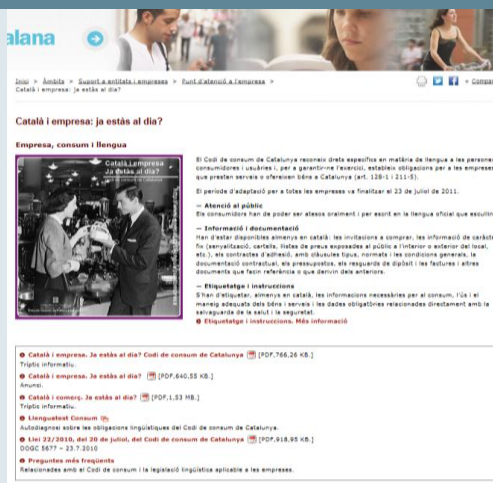 alana
Inici > Àmbits > Suport a entitats i empreses > Punt d'atenció a l'empresa >
Català i empresa: ja estàs al dia?
Català i empresa: ja estàs al dia?
Empresa, consum i llengua
Català i empresa
Ja estàs al dia?
El Codi de consum de Catalunya reconeix drets específics en matèria de llengua a les persones
consumidores i usuàries i, per a garantir-ne l'exercici, estableix obligacions per a les empreses
que presten serveis o ofereixen béns a Catalunya (art. 128-1 i 211-5).
El període d'adaptació per a totes les empreses va finalitzar el 23 de juliol de 2011.
— Atenció al públic
Els consumidors han de poder ser atesos oralment i per escrit en la llengua oficial que escullin
— Informació i documentació
Han d'estar disponibles almenys en català: les invitacions a comprar, les informacions de caràcte
fix (senyalització, cartells, llistes de preus exposades al públic a l'interior o exterior del local,
etc.), els contractes d'adhesió, amb clàusules tipus, normats i les condicions generals, la
documentació contractual, els pressupostos, els resguards de dipòsit i les factures i altres
documents que facin referència o que derivin dels anteriors.
— Etiquetatge i instruccions
S'han d'etiquetar, almenys en català, les informacions necessàries per al consum, l'ús i el
maneig adequats dels béns i serveis i les dades obligatòries relacionades directament amb la
salvaguarda de la salut i la seguretat.
Etiquetatge i instruccions. Més informació
Català i empresa. Ja estàs al dia? Codi de consum de Catalunya [PDF,766,26 KB.]
Tríptic informatiu.
Català i empresa. Ja estàs al dia? [PDF,640,55 KB.]
Anunci.
Català i comerç. Ja estàs al dia? [PDF,1,53 MB.]
Tríptic informatiu.
Llenguatest Consum
Autodiagnosi sobre les obligacions lingüístiques del Codi de consum de Catalunya.
Llei 22/2010, del 20 de juliol, del Codi de consum de Catalunya [PDF,918,95 KB.]
DOGC 5677 – 23.7.2010
Preguntes més freqüents
Relacionades amb el Codi de consum i la legislació lingüística aplicable a les empreses.